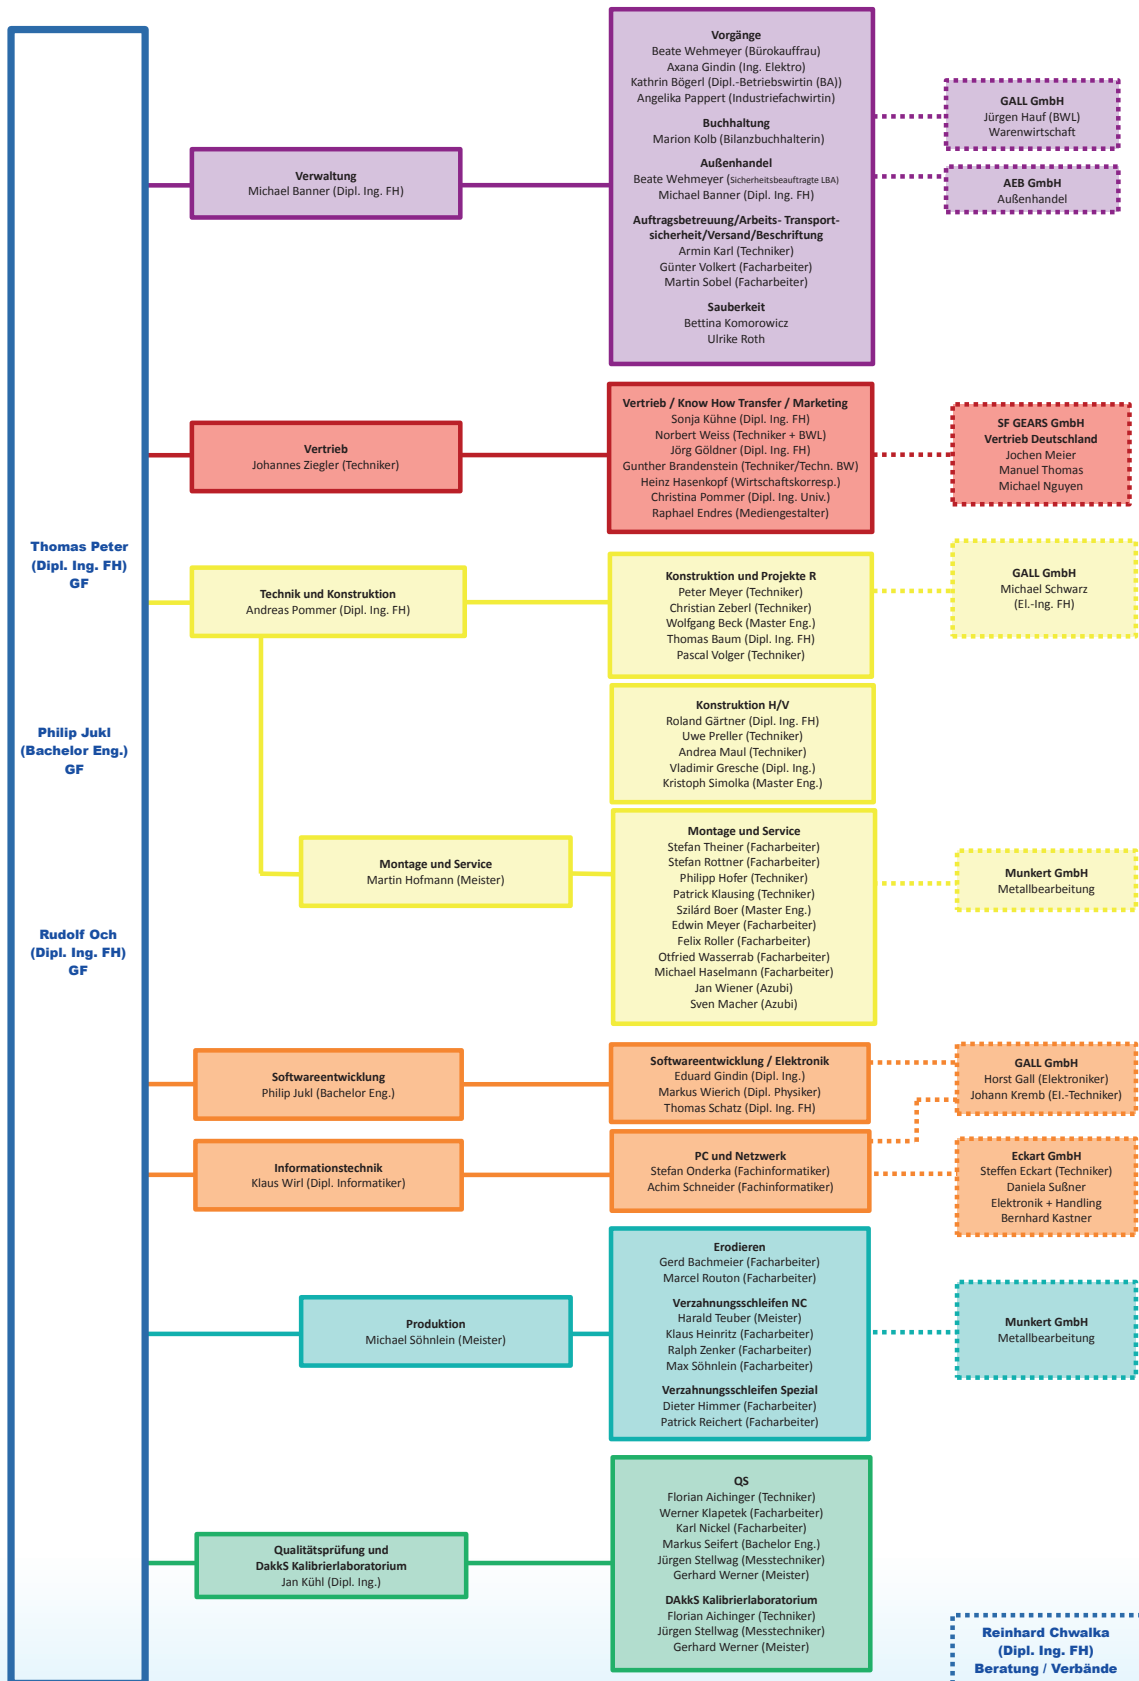 Thomas Peter
(Dipl. Ing. FH)
GF
Philip Jukl
(Bachelor Eng.)
GF
Rudolf Och
(Dipl. Ing. FH)
GF
Verwaltung
Michael Banner (Dipl. Ing. FH)
Vorgänge
Beate Wehmeyer (Bürokauffrau)
Axana Gindin (Ing. Elektro)
Kathrin Bögerl (Dipl.-Betriebswirtin (BA))
Angelika Pappert (Industriefachwirtin)
Buchhaltung
Marion Kolb (Bilanzbuchhalterin)
Außenhandel
Beate Wehmeyer (Sicherheitsbeauftragte LBA)
Michael Banner (Dipl. Ing. FH)
Auftragsbetreuung/Arbeits- Transport-
sicherheit/Versand/Beschriftung
Armin Karl (Techniker)
Günter Volkert (Facharbeiter)
Martin Sobel (Facharbeiter)
Sauberkeit
Bettina Komorowicz
Ulrike Roth
GALL GmbH
Jürgen Hauf (BWL)
Warenwirtschaft
AEB GmbH
Außenhandel
Vertrieb
Johannes Ziegler (Techniker)
Vertrieb / Know How Transfer / Marketing
Sonja Kühne (Dipl. Ing. FH)
Norbert Weiss (Techniker + BWL)
Jörg Göldner (Dipl. Ing. FH)
Gunther Brandenstein (Techniker/Techn. BW)
Heinz Hasenkopf (Wirtschaftskorresp.)
Christina Pommer (Dipl. Ing. Univ.)
Raphael Endres (Mediengestalter)
SF GEARS GmbH
Vertrieb Deutschland
Jochen Meier
Manuel Thomas
Michael Nguyen
Technik und Konstruktion
Andreas Pommer (Dipl. Ing. FH)
Konstruktion und Projekte R
Peter Meyer (Techniker)
Christian Zeberl (Techniker)
Wolfgang Beck (Master Eng.)
Thomas Baum (Dipl. Ing. FH)
Pascal Volger (Techniker)
GALL GmbH
Michael Schwarz
(El.-Ing. FH)
Konstruktion H/V
Roland Gärtner (Dipl. Ing. FH)
Uwe Preller (Techniker)
Andrea Maul (Techniker)
Vladimir Gresche (Dipl. Ing.)
Kristoph Simolka (Master Eng.)
Montage und Service
Martin Hofmann (Meister)
Montage und Service
Stefan Theiner (Facharbeiter)
Stefan Rottner (Facharbeiter)
Philipp Hofer (Techniker)
Patrick Klausing (Techniker)
Szilárd Boer (Master Eng.)
Edwin Meyer (Facharbeiter)
Felix Roller (Facharbeiter)
Otfried Wasserrab (Facharbeiter)
Michael Haselmann (Facharbeiter)
Jan Wiener (Azubi)
Sven Macher (Azubi)
Munkert GmbH
Metallbearbeitung
Softwareentwicklung
Philip Jukl (Bachelor Eng.)
Softwareentwicklung / Elektronik
Eduard Gindin (Dipl. Ing.)
Markus Wierich (Dipl. Physiker)
Thomas Schatz (Dipl. Ing. FH)
GALL GmbH
Horst Gall (Elektroniker)
Johann Kremb (El.-Techniker)
Informationstechnik
Klaus Wirl (Dipl. Informatiker)
PC und Netzwerk
Stefan Onderka (Fachinformatiker)
Achim Schneider (Fachinformatiker)
Eckart GmbH
Steffen Eckart (Techniker)
Daniela Sußner
Elektronik + Handling
Bernhard Kastner
Produktion
Michael Söhnlein (Meister)
Erodieren
Gerd Bachmeier (Facharbeiter)
Marcel Routon (Facharbeiter)
Verzahnungsschleifen NC
Harald Teuber (Meister)
Klaus Heinritz (Facharbeiter)
Ralph Zenker (Facharbeiter)
Max Söhnlein (Facharbeiter)
Verzahnungsschleifen Spezial
Dieter Himmer (Facharbeiter)
Patrick Reichert (Facharbeiter)
Munkert GmbH
Metallbearbeitung
Qualitätsprüfung und
DakkS Kalibrierlaboratorium
Jan Kühl (Dipl. Ing.)
QS
Florian Aichinger (Techniker)
Werner Klapetek (Facharbeiter)
Karl Nickel (Facharbeiter)
Markus Seifert (Bachelor Eng.)
Jürgen Stellwag (Messtechniker)
Gerhard Werner (Meister)
DAkkS Kalibrierlaboratorium
Florian Aichinger (Techniker)
Jürgen Stellwag (Messtechniker)
Gerhard Werner (Meister)
Reinhard Chwalka
(Dipl. Ing. FH)
Beratung / Verbände